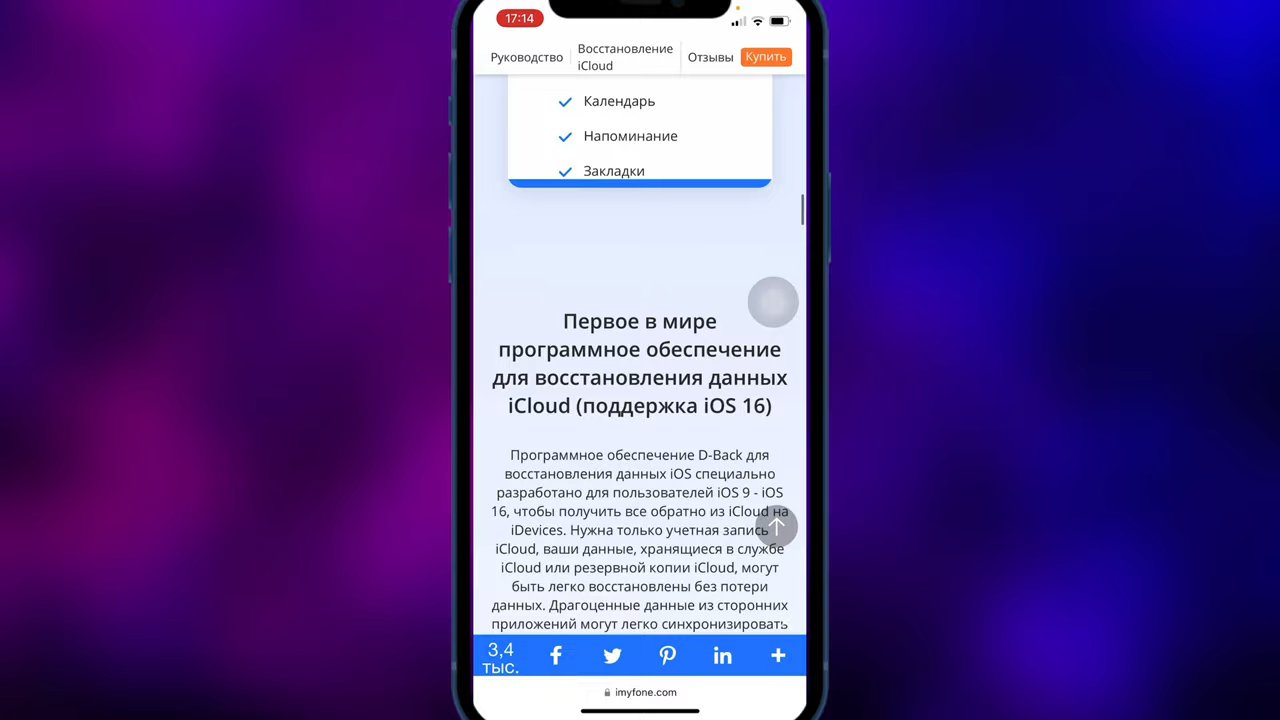 17:14
Руководство
Восстановление
iCloud
Отзывы
Купить
Календарь
Напоминание
Закладки
Первое в мире
программное обеспечение
для восстановления данных
iCloud (поддержка iOS 16)
Программное обеспечение D-Back для
восстановления данных iOS специально
разработано для пользователей iOS 9 - iOS
16, чтобы получить все обратно из iCloud на
iDevices. Нужна только учетная запись
iCloud, ваши данные, хранящиеся в службе
iCloud или резервной копии iCloud, могут
быть легко восстановлены без потери
данных. Драгоценные данные из сторонних
приложений могут легко синхронизировать
3,4
тыс.
imyfone.com